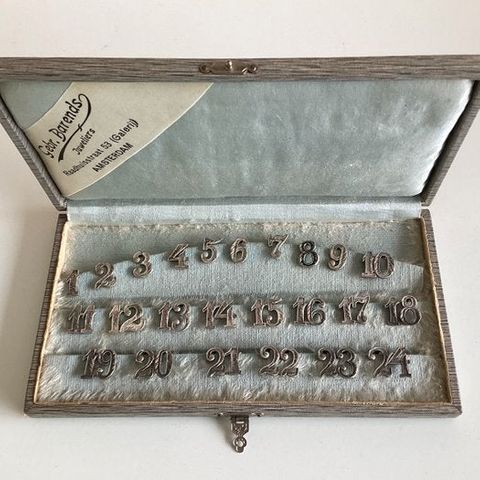 Gebr. Barends
Juweliers
Raadhuisstraat 53 (Galerij)
AMSTERDAM
1 2 3 4 5 6 7 8 9 10
11 12 13 14 15 16 17 18
19 20 21 22 23 24